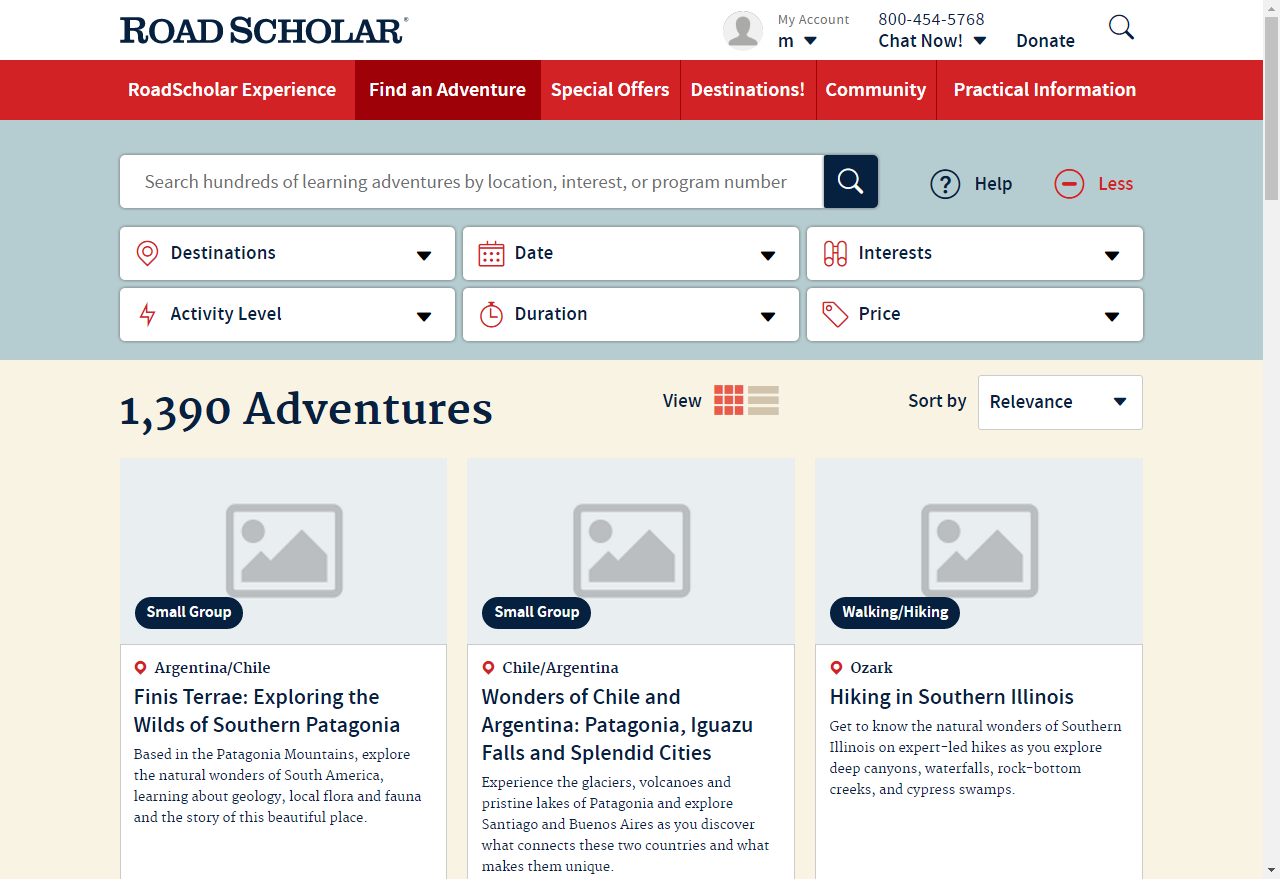 ROAD SCHOLAR®
My Account
m
800-454-5768
Chat Now!
Donate
RoadScholar Experience
Find an Adventure
Special Offers
Destinations!
Community
Practical Information
Search hundreds of learning adventures by location, interest, or program number
Help
Less
Destinations
Date
Interests
Activity Level
Duration
Price
1,390 Adventures
View
Sort by
Relevance
Small Group
Argentina/Chile
Finis Terrae: Exploring the
Wilds of Southern Patagonia
Based in the Patagonia Mountains, explore
the natural wonders of South America,
learning about geology, local flora and fauna
and the story of this beautiful place.
Small Group
Chile/Argentina
Wonders of Chile and
Argentina: Patagonia, Iguazu
Falls and Splendid Cities
Experience the glaciers, volcanoes and
pristine lakes of Patagonia and explore
Santiago and Buenos Aires as you discover
what connects these two countries and what
makes them unique.
Walking/Hiking
Ozark
Hiking in Southern Illinois
Get to know the natural wonders of Southern
Illinois on expert-led hikes as you explore
deep canyons, waterfalls, rock-bottom
creeks, and cypress swamps.